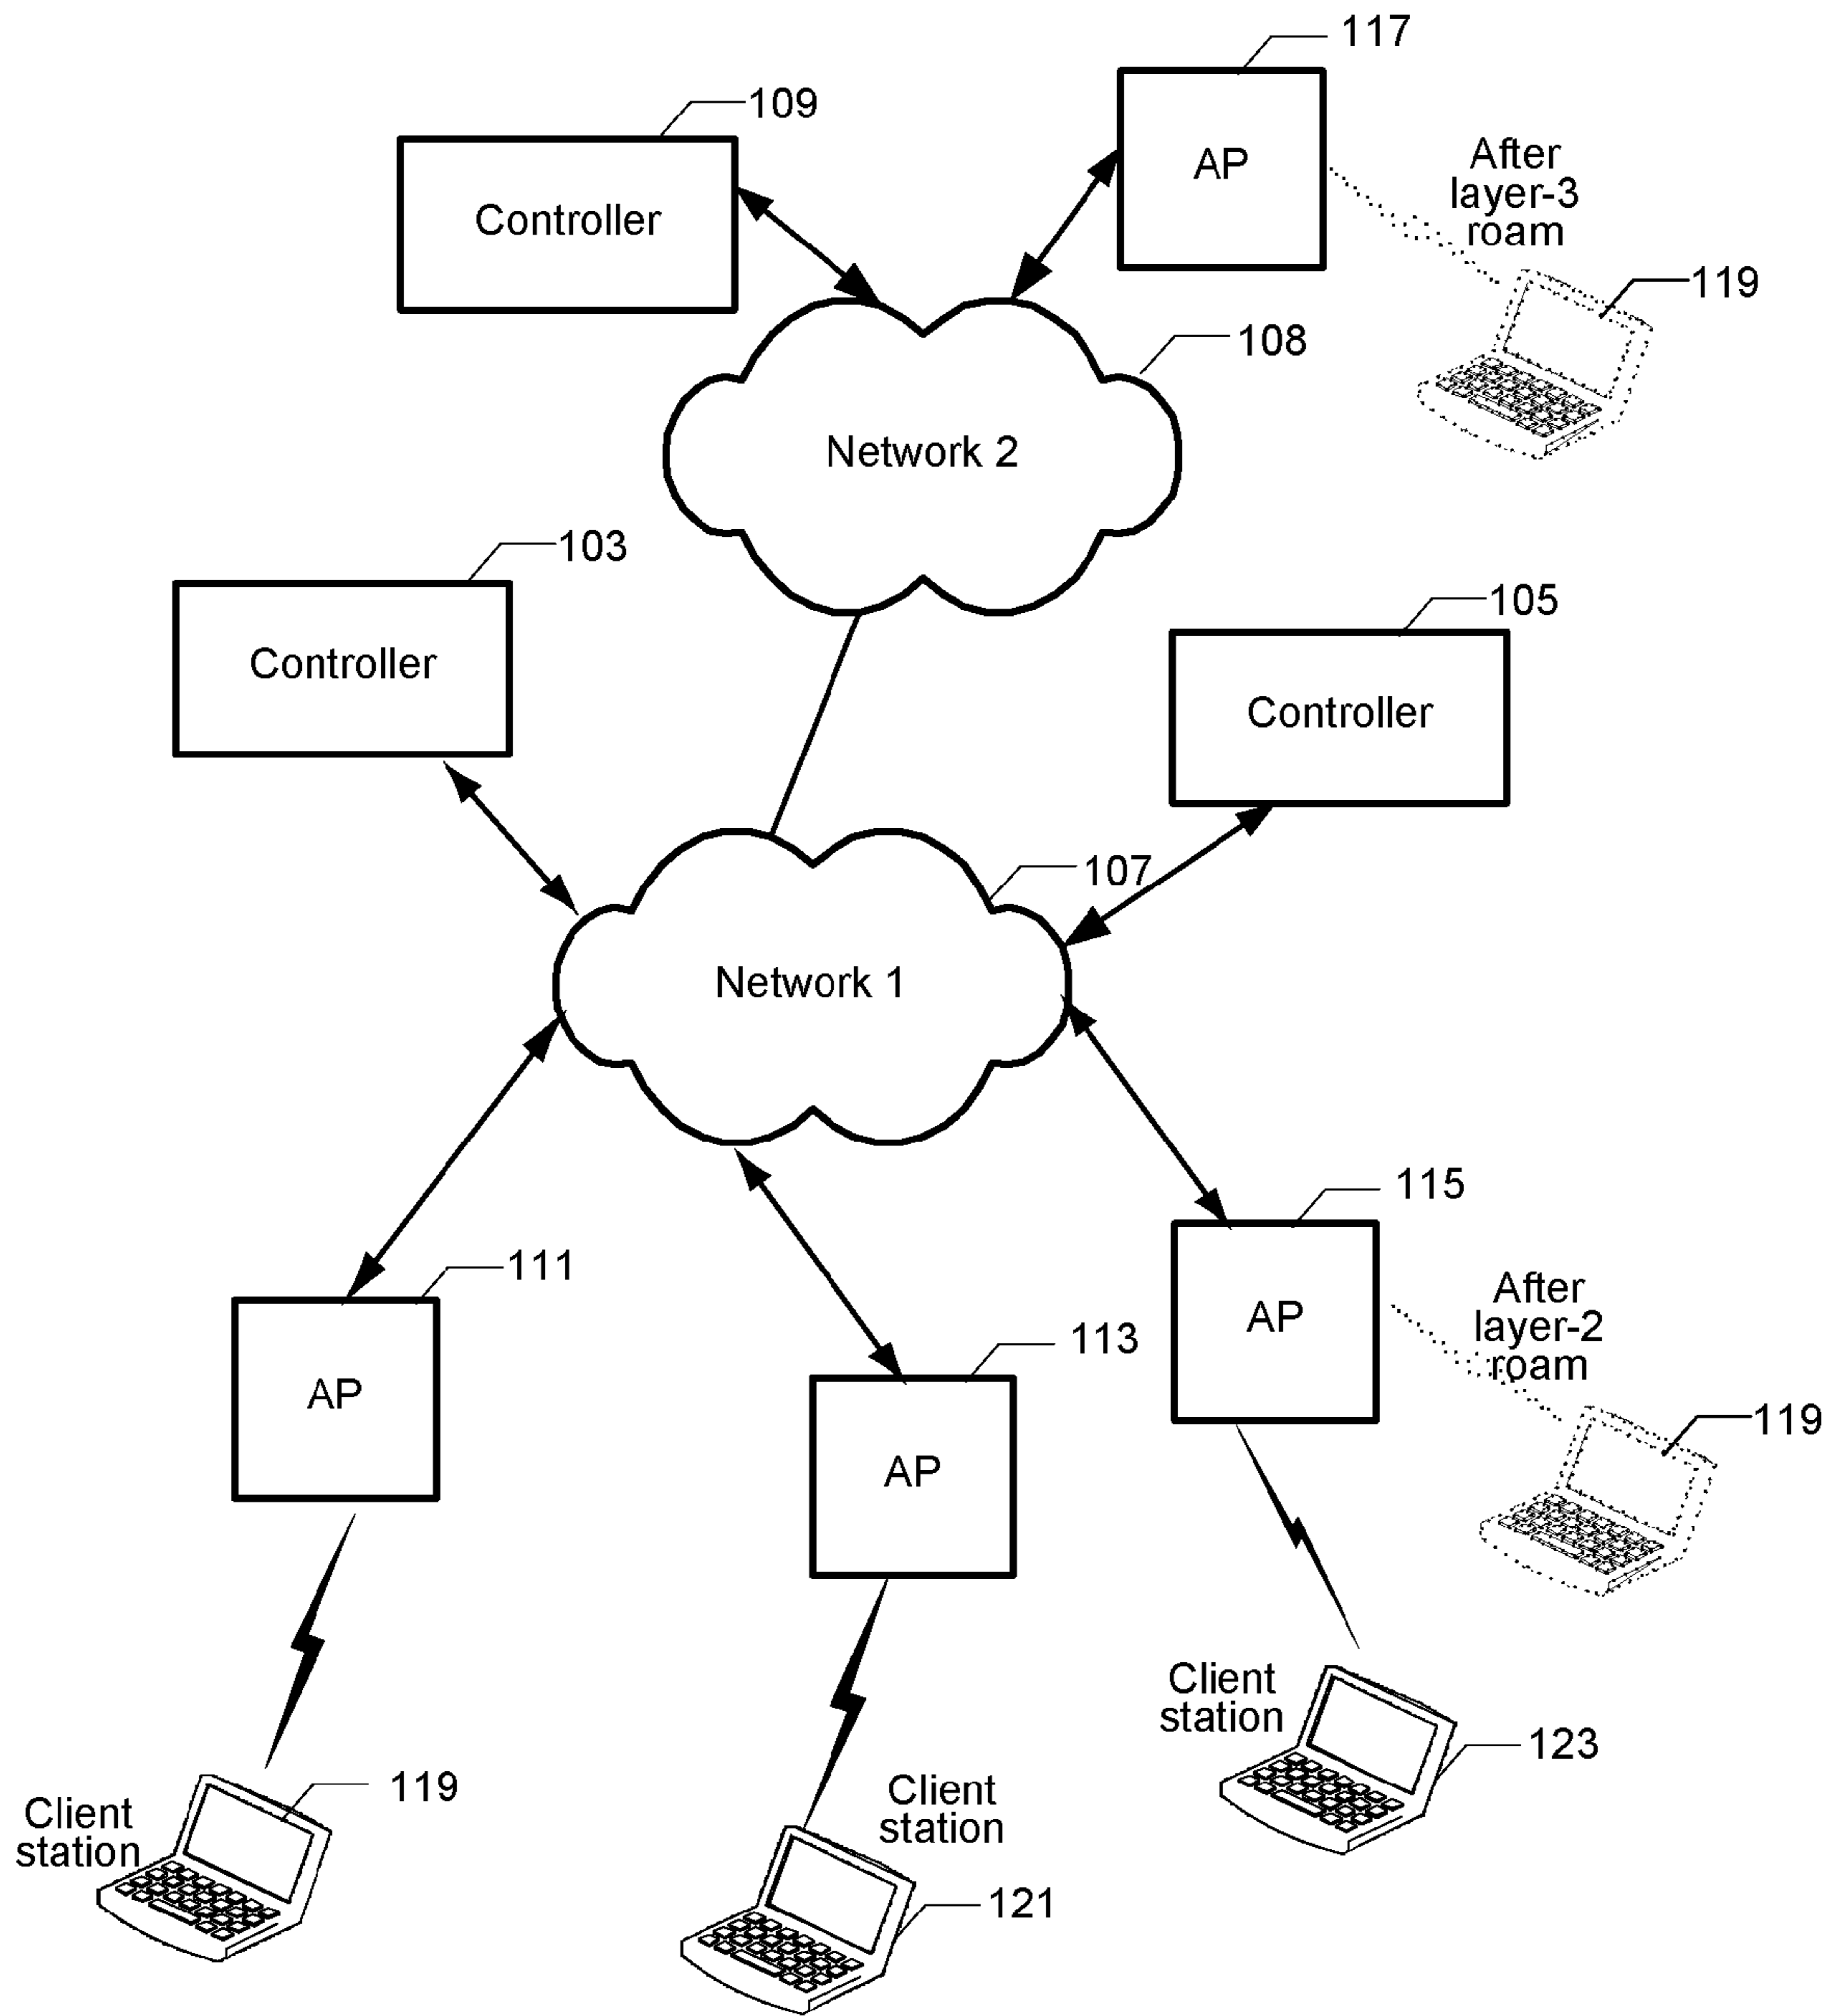 117
109
AP
After
layer-3
roam
Controller
119
108
Network 2
103
105
Controller
Controller
107
Network 1
115
111
After
layer-2
roam
AP
113
AP
119
AP
Client
station
123
119
Client
station
Client
station
121